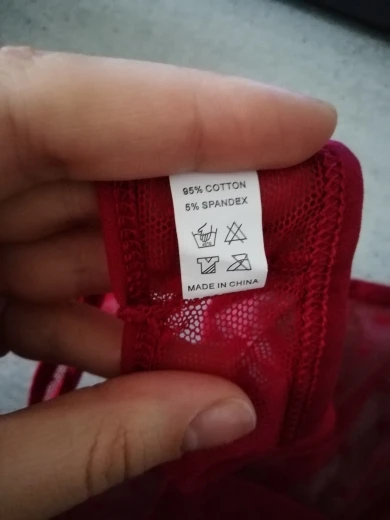 95% COTTON
5% SPANDEX
MADE IN CHINA